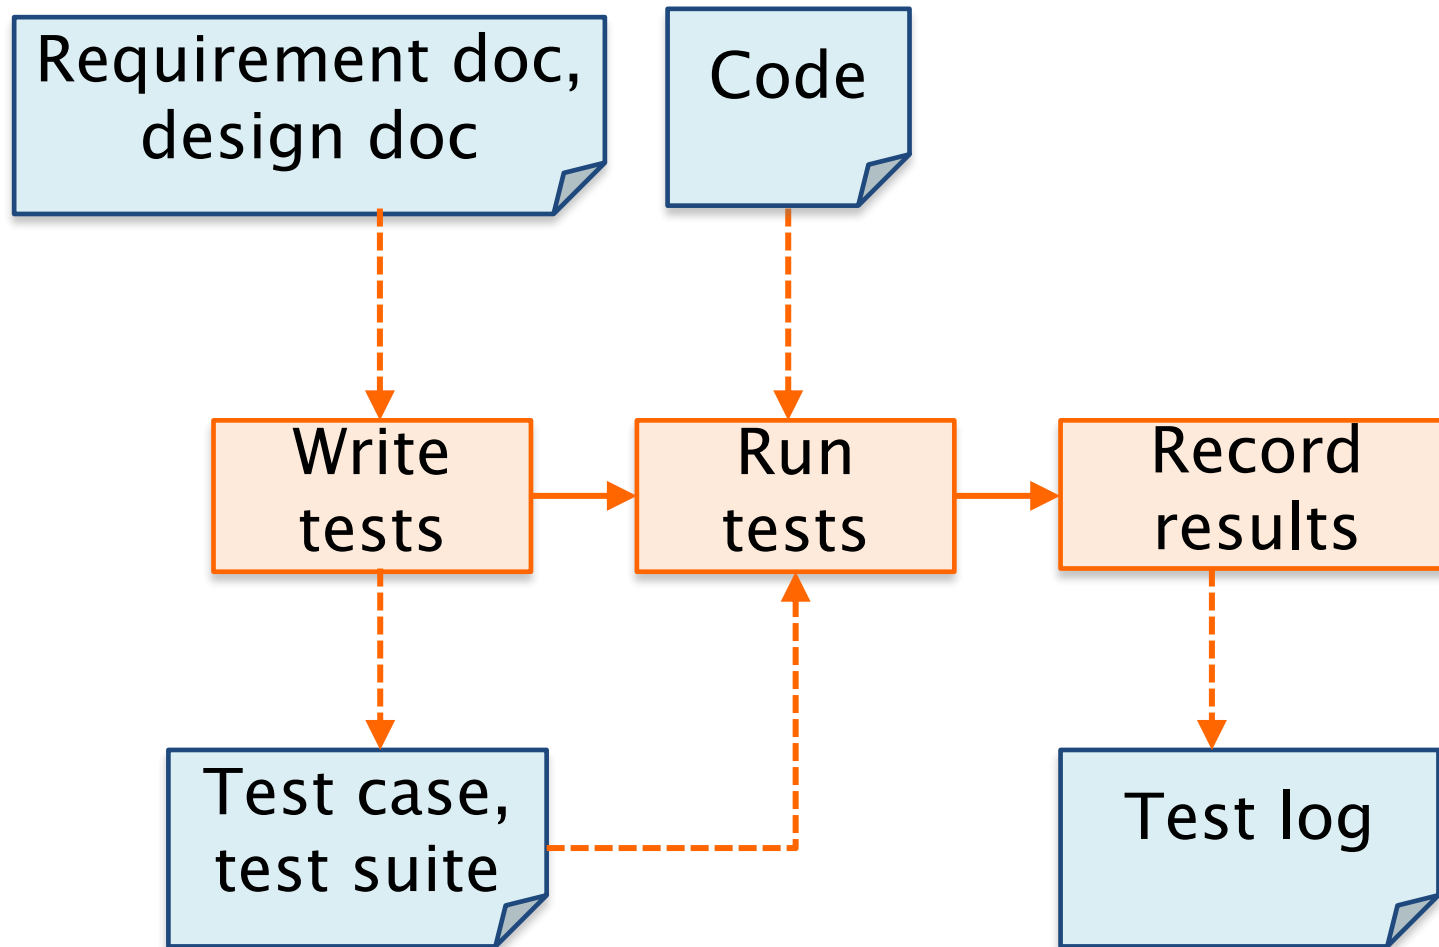 Requirement doc,
design doc
Code
Write
tests
Run
tests
Record
results
Test case,
test suite
Test log